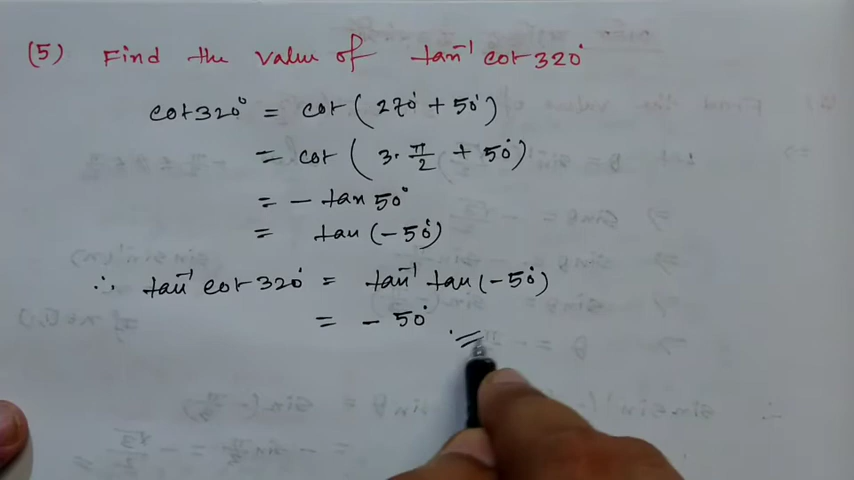 (5) Find the value of tan⁻¹ cot 320°
cot 320° = cot (270° + 50°)
= cot (3. π/2 + 50°)
= - tan 50°
= tan (-50°)
∴ tan⁻¹ cot 320° = tan⁻¹ tan (-50°)
= - 50°.